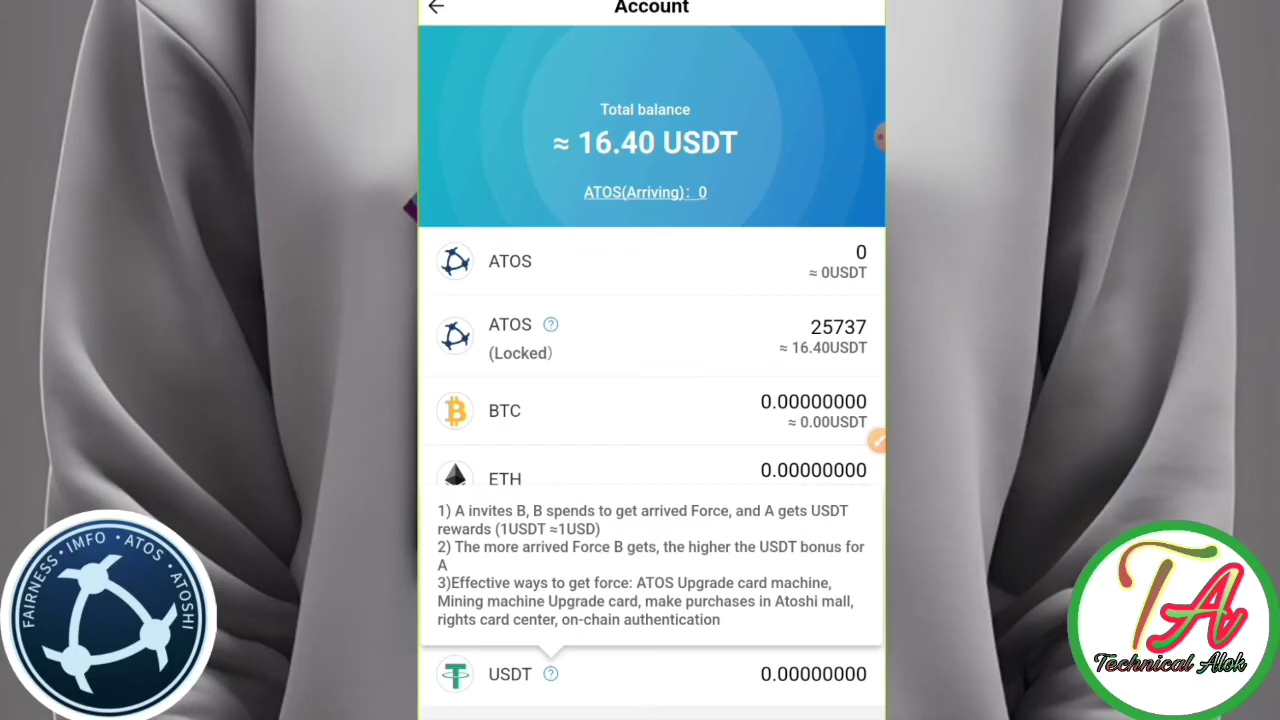 Account
Total balance
≈ 16.40 USDT
ATOS(Arriving): 0
ATOS
0
≈ 0USDT
ATOS
(Locked)
25737
≈ 16.40USDT
BTC
0.00000000
≈ 0.00USDT
ETH
0.00000000
1) A invites B, B spends to get arrived Force, and A gets USDT
rewards (1USDT ≈1USD)
2) The more arrived Force B gets, the higher the USDT bonus for
A
3)Effective ways to get force: ATOS Upgrade card machine,
Mining machine Upgrade card, make purchases in Atoshi mall,
rights card center, on-chain authentication
USDT
0.00000000
FAIRNESS • IMFO • ATOS • ATOSHI
TA
Technical Alok